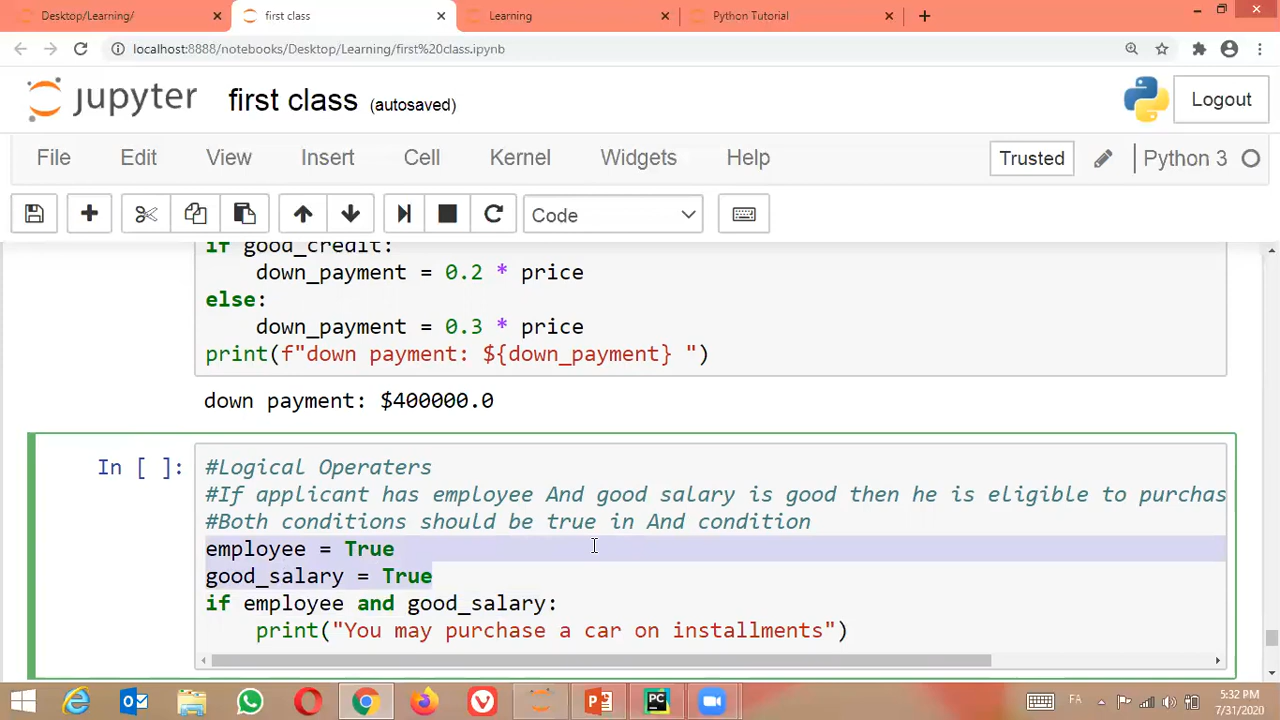 Desktop/Learning/
first class
Learning
Python Tutorial
localhost:8888/notebooks/Desktop/Learning/first%20class.ipynb
jupyter first class (autosaved)
Logout
File Edit View Insert Cell Kernel Widgets Help Trusted Python 3
Code
if good_credit:
    down_payment = 0.2 * price
else:
    down_payment = 0.3 * price
print(f"down payment: ${down_payment} ")
down payment: $400000.0
In [ ]:
#Logical Operaters
#If applicant has employee And good salary is good then he is eligible to purchas
#Both conditions should be true in And condition
employee = True
good_salary = True
if employee and good_salary:
    print("You may purchase a car on installments")
FA
5:32 PM
7/31/2020